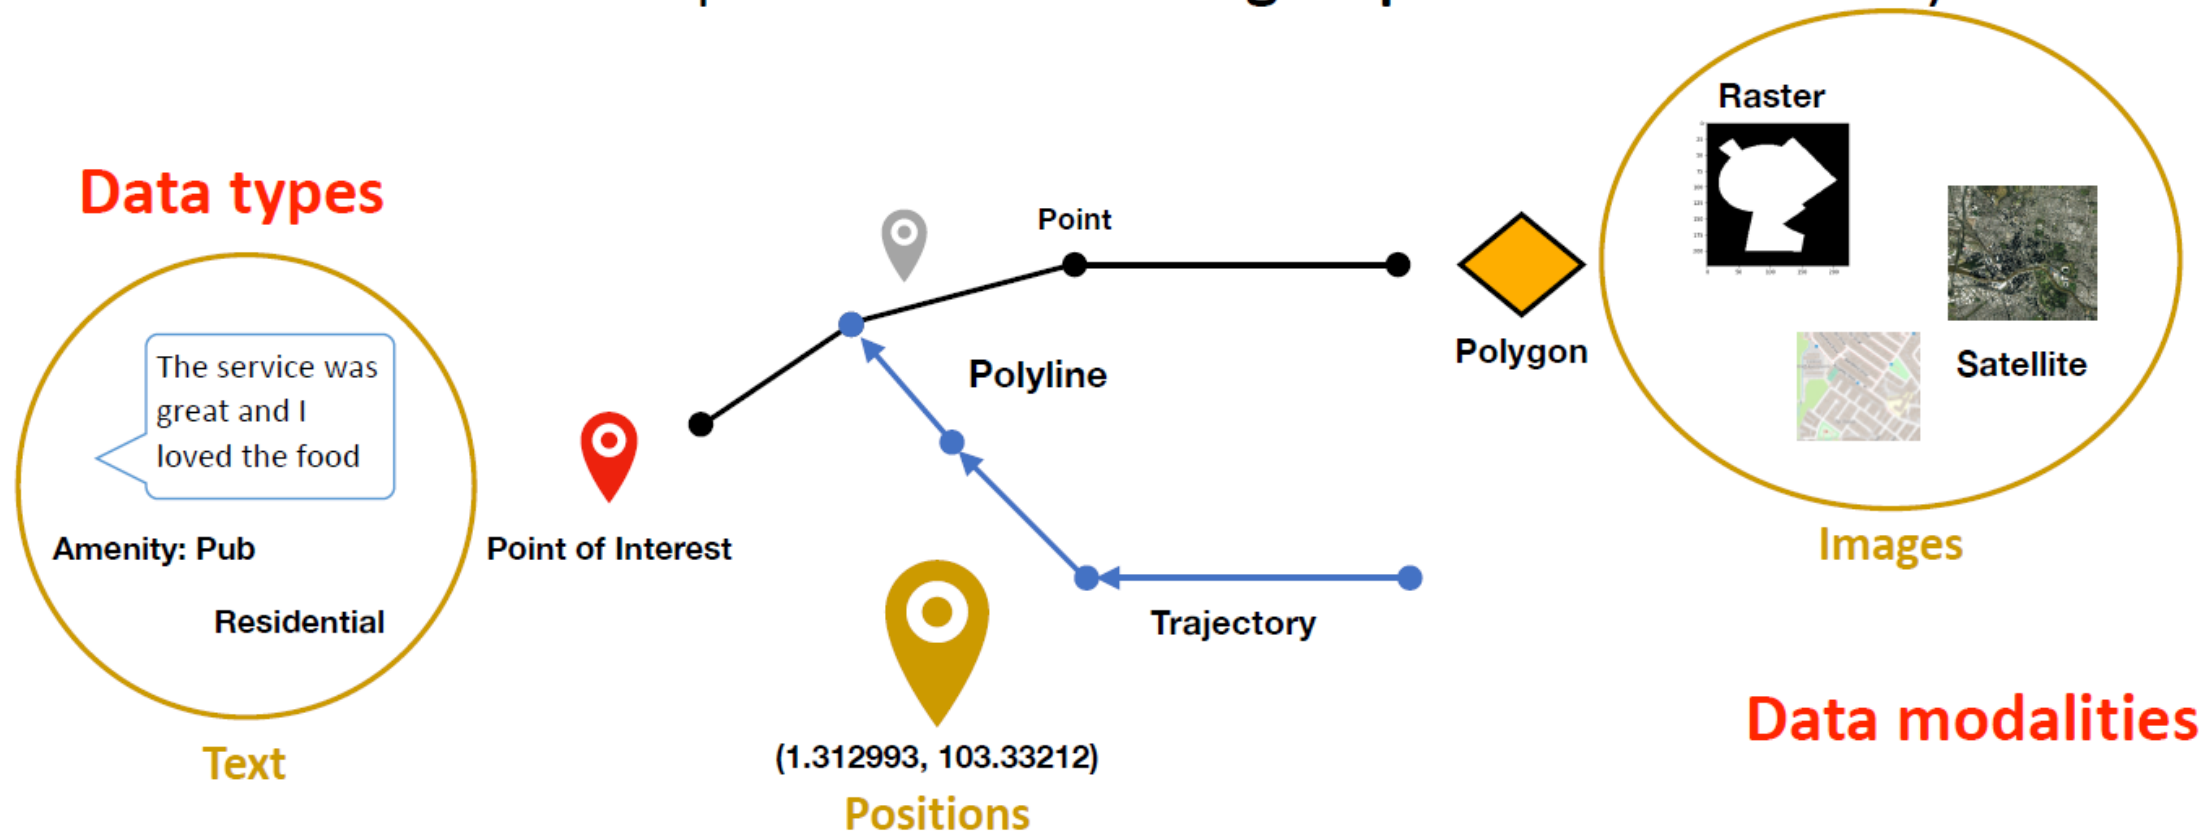 Data types
The service was
great and I
loved the food
Amenity: Pub
Residential
Text
Point of Interest
Point
Polyline
Trajectory
(1.312993, 103.33212)
Positions
Polygon
Raster
Satellite
Images
Data modalities